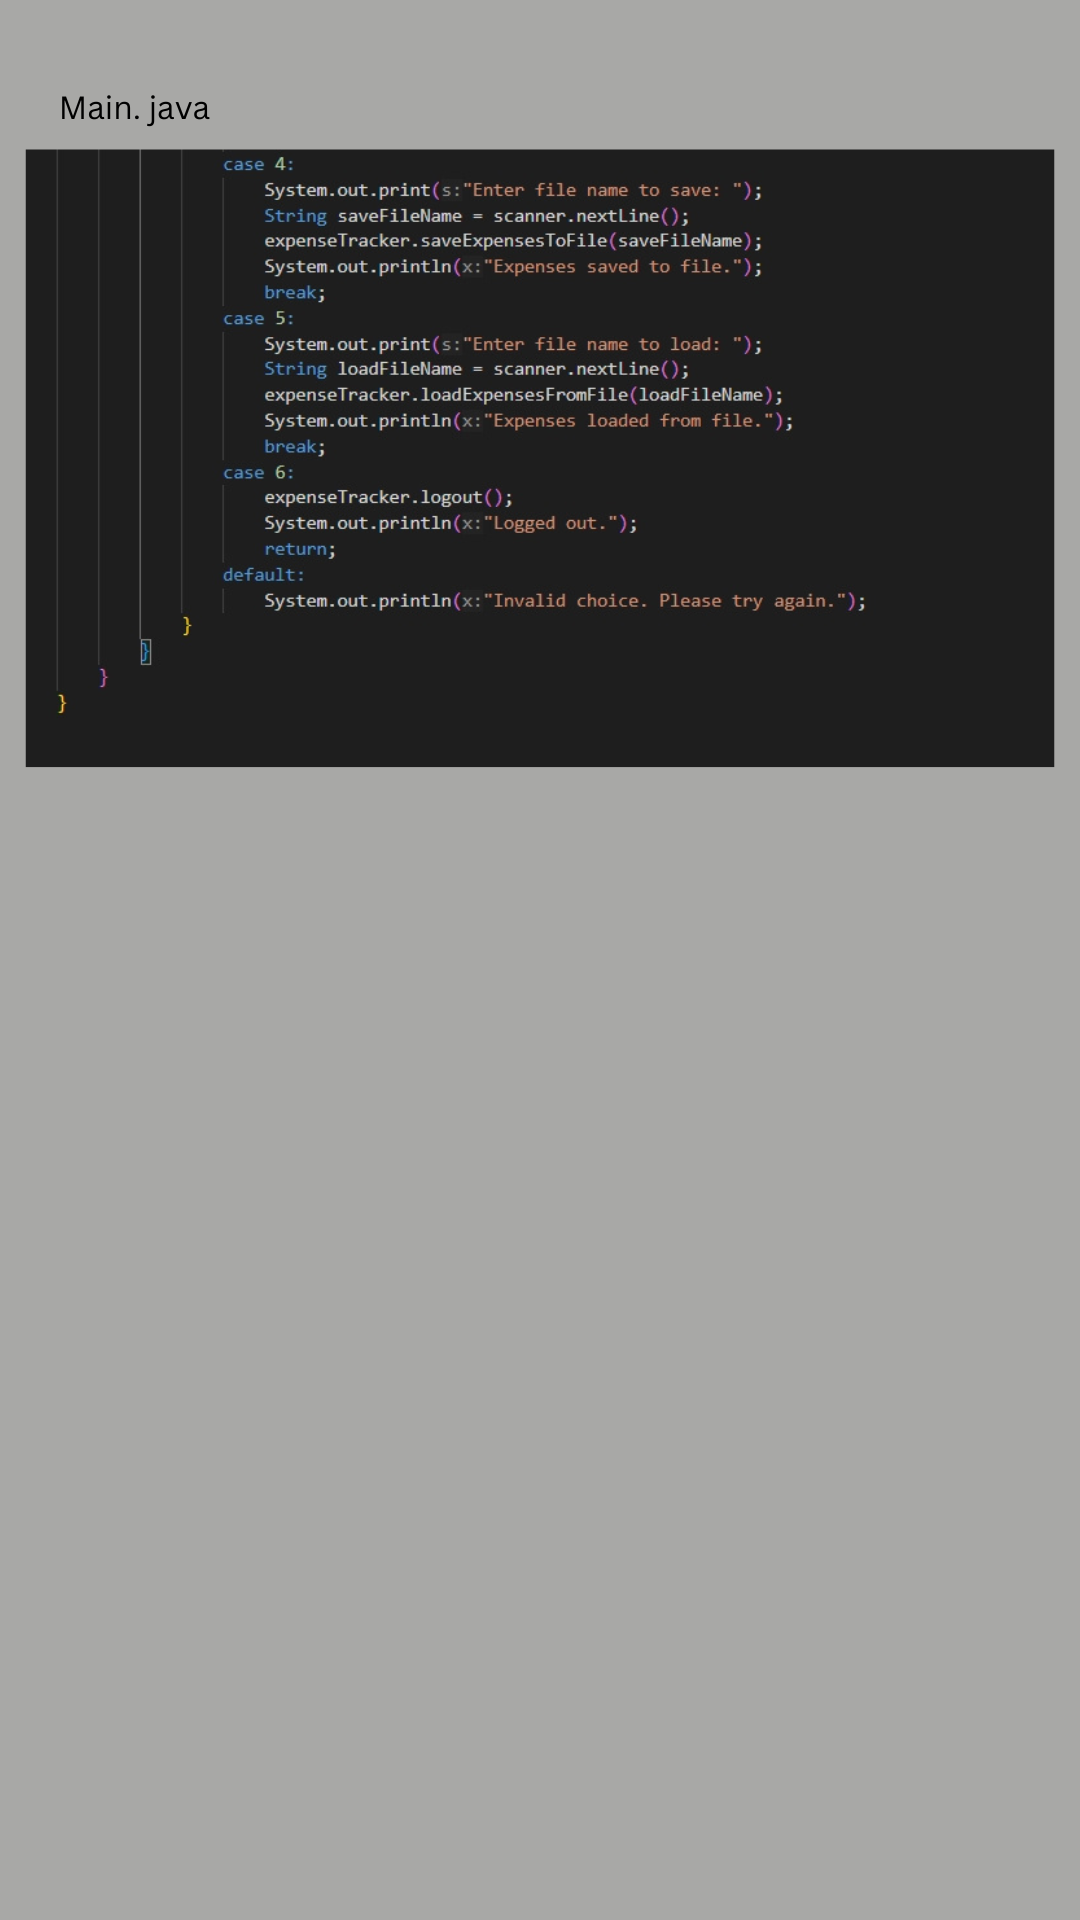 Main. java
case 4:
System.out.print(s:"Enter file name to save: ");
String saveFileName = scanner.nextLine();
expenseTracker.saveExpensesToFile(saveFileName);
System.out.println(x:"Expenses saved to file.");
break;
case 5:
System.out.print(s:"Enter file name to load: ");
String loadFileName = scanner.nextLine();
expenseTracker.loadExpensesFromFile(loadFileName);
System.out.println(x:"Expenses loaded from file.");
break;
case 6:
expenseTracker.logout();
System.out.println(x:"Logged out.");
return;
default:
System.out.println(x:"Invalid choice. Please try again.");
}
}
}
}